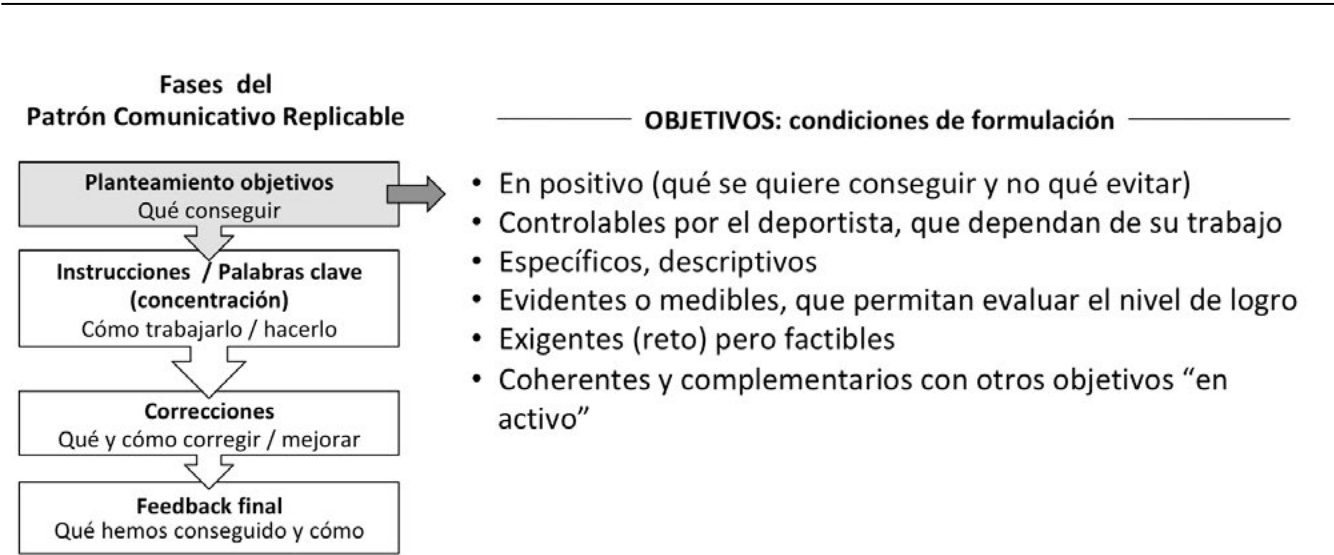 Fases del
Patrón Comunicativo Replicable
Planteamiento objetivos
Qué conseguir
Instrucciones / Palabras clave
(concentración)
Cómo trabajarlo / hacerlo
Correcciones
Qué y cómo corregir / mejorar
Feedback final
Qué hemos conseguido y cómo
OBJETIVOS: condiciones de formulación
• En positivo (qué se quiere conseguir y no qué evitar)
• Controlables por el deportista, que dependan de su trabajo
• Específicos, descriptivos
• Evidentes o medibles, que permitan evaluar el nivel de logro
• Exigentes (reto) pero factibles
• Coherentes y complementarios con otros objetivos “en
activo”